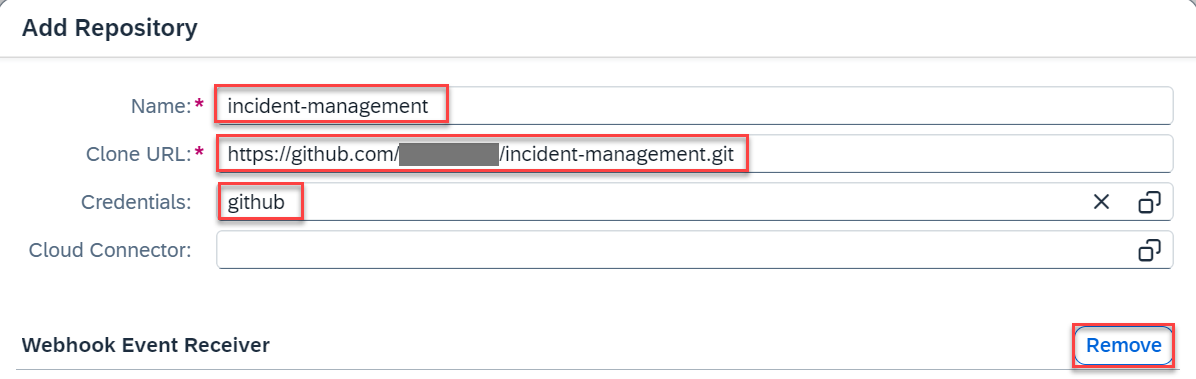 Add Repository
Name:* incident-management
Clone URL:* https://github.com/ /incident-management.git
Credentials: github
Cloud Connector:
Webhook Event Receiver Remove